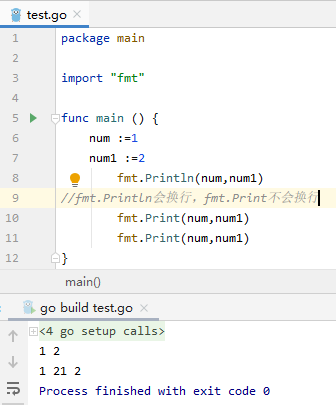 test.go
1 package main
2
3 import "fmt"
4
5 func main () {
6 num :=1
7 num1 :=2
8 fmt.Println(num,num1)
9 //fmt.Println会换行，fmt.Print不会换行
10 fmt.Print(num,num1)
11 fmt.Print(num,num1)
12 }
main()
go build test.go
<4 go setup calls>
1 2
1 21 2
Process finished with exit code 0